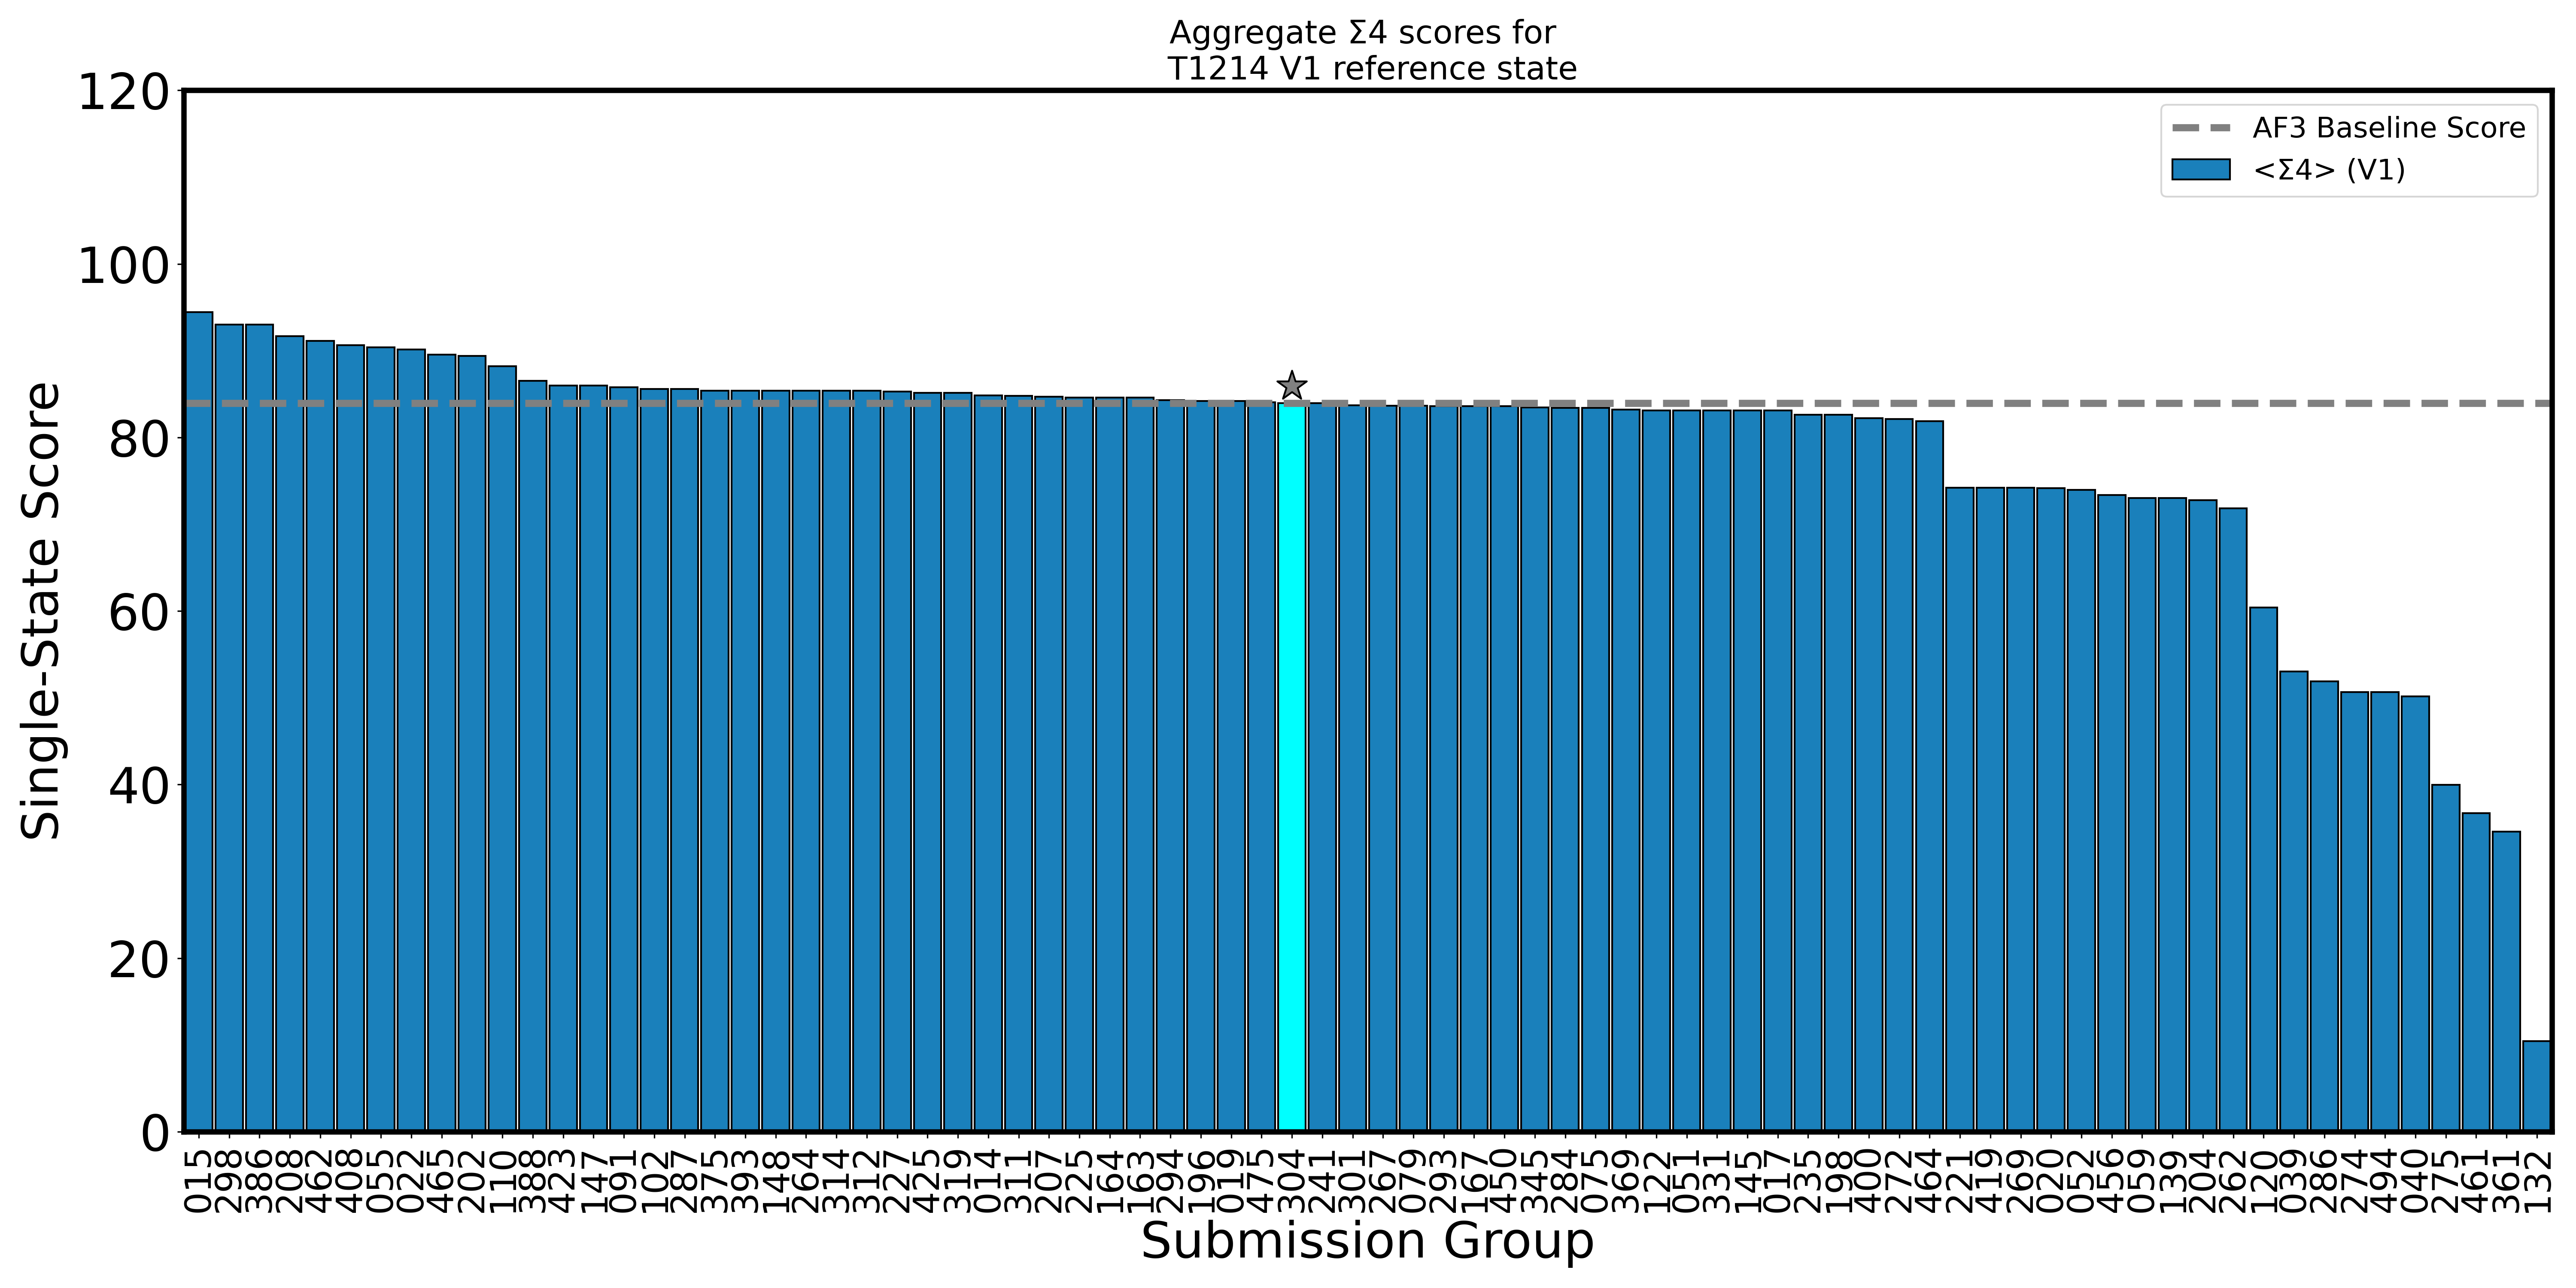 Aggregate Σ4 scores for
T1214 V1 reference state
120
100
80
60
40
20
0
Single-State Score
AF3 Baseline Score
<Σ4> (V1)
015 298 386 208 462 408 055 022 465 202 110 388 423 147 091 102 287 375 393 148 264 314 312 227 425 319 014 311 207 225 164 163 294 196 019 475 304 241 301 267 079 293 167 450 345 284 075 369 122 051 331 145 017 235 198 400 272 464 221 419 269 020 052 456 059 139 204 262 120 039 286 274 494 040 275 461 361 132
Submission Group